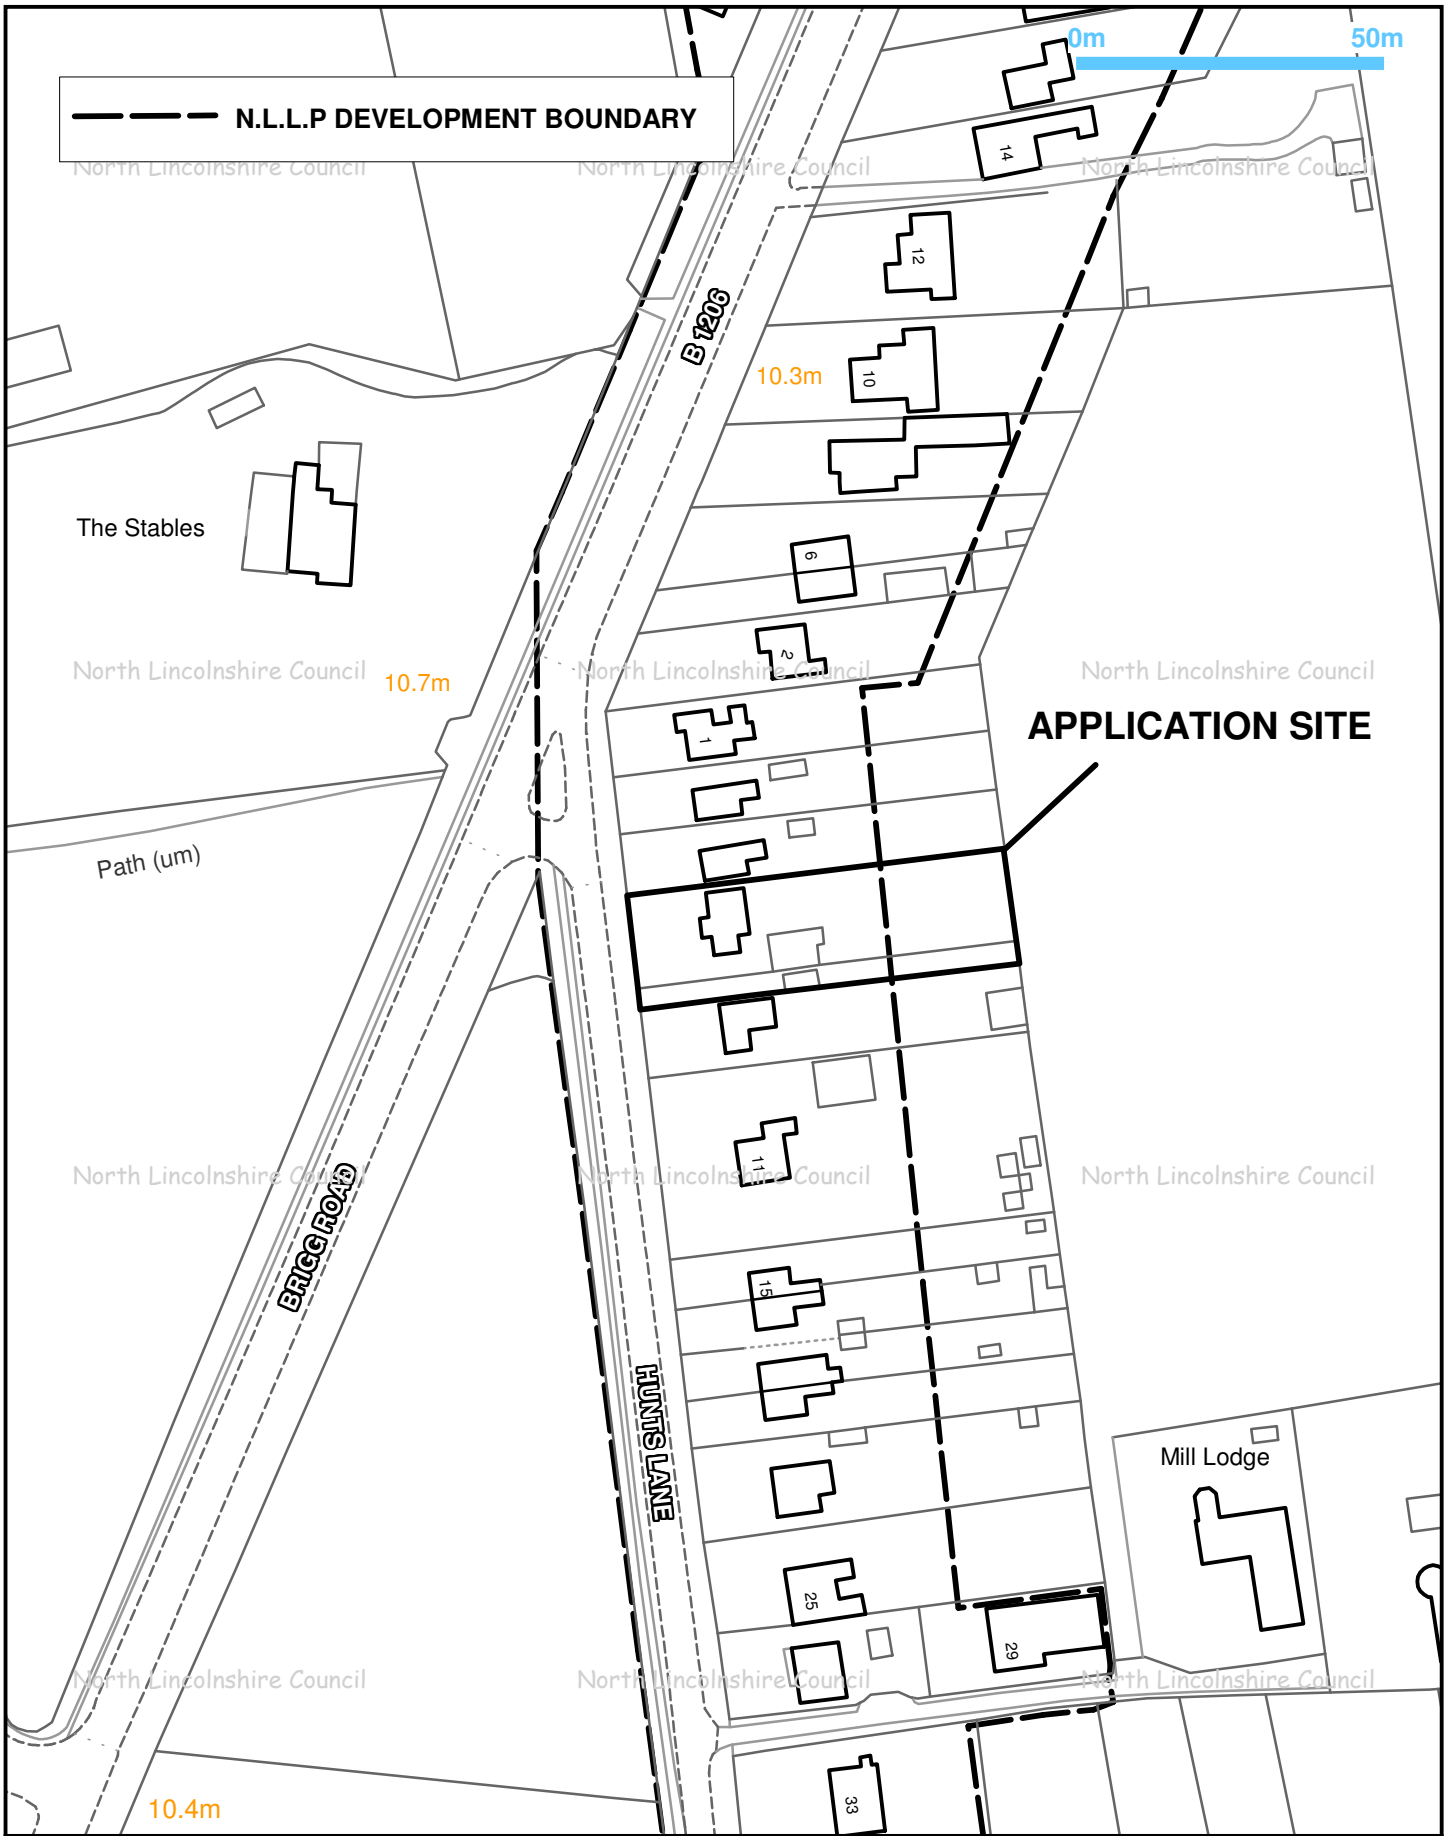 0m 50m
N.L.L.P DEVELOPMENT BOUNDARY
North Lincolnshire Council North Lincolnshire Council North Lincolnshire Council
14
12
B 1206
10.3m
10
The Stables
6
2
North Lincolnshire Council North Lincolnshire Council North Lincolnshire Council
10.7m
APPLICATION SITE
1
Path (um)
11
North Lincolnshire Council North Lincolnshire Council North Lincolnshire Council
BRIGG ROAD
15
HUNTS LANE
Mill Lodge
25
29
North Lincolnshire Council North Lincolnshire Council North Lincolnshire Council
33
10.4m